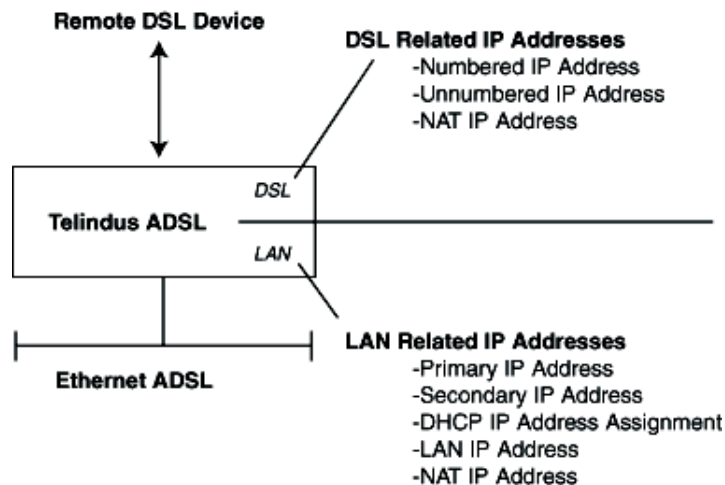 Remote DSL Device
DSL Related IP Addresses
-Numbered IP Address
-Unnumbered IP Address
-NAT IP Address
DSL
Telindus ADSL
LAN
Ethernet ADSL
LAN Related IP Addresses
-Primary IP Address
-Secondary IP Address
-DHCP IP Address Assignment
-LAN IP Address
-NAT IP Address